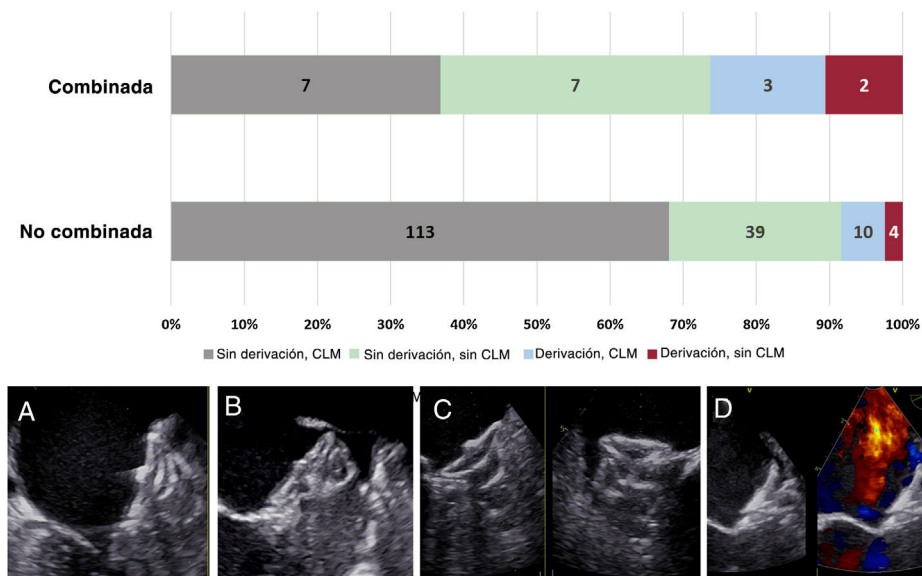 Combinada
7 7 3 2
No combinada
113 39 10 4
0% 10% 20% 30% 40% 50% 60% 70% 80% 90% 100%
Sin derivación, CLM Sin derivación, sin CLM Derivación, CLM Derivación, sin CLM
A B C D
V
5
V